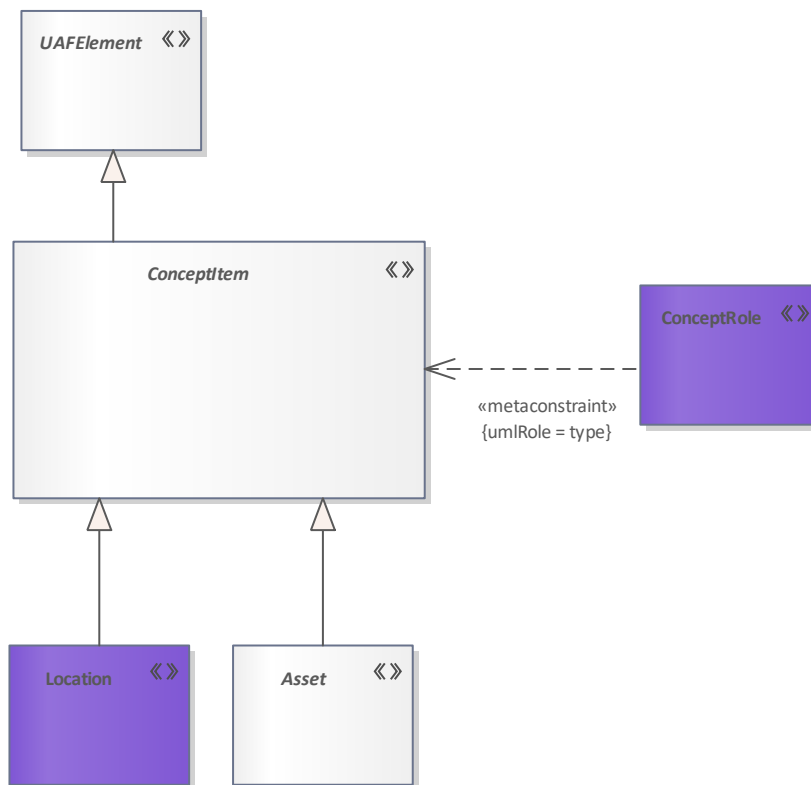 UAFElement «»
ConceptItem «»
ConceptRole «»
«metaconstraint»
{umlRole = type}
Location «»
Asset «»